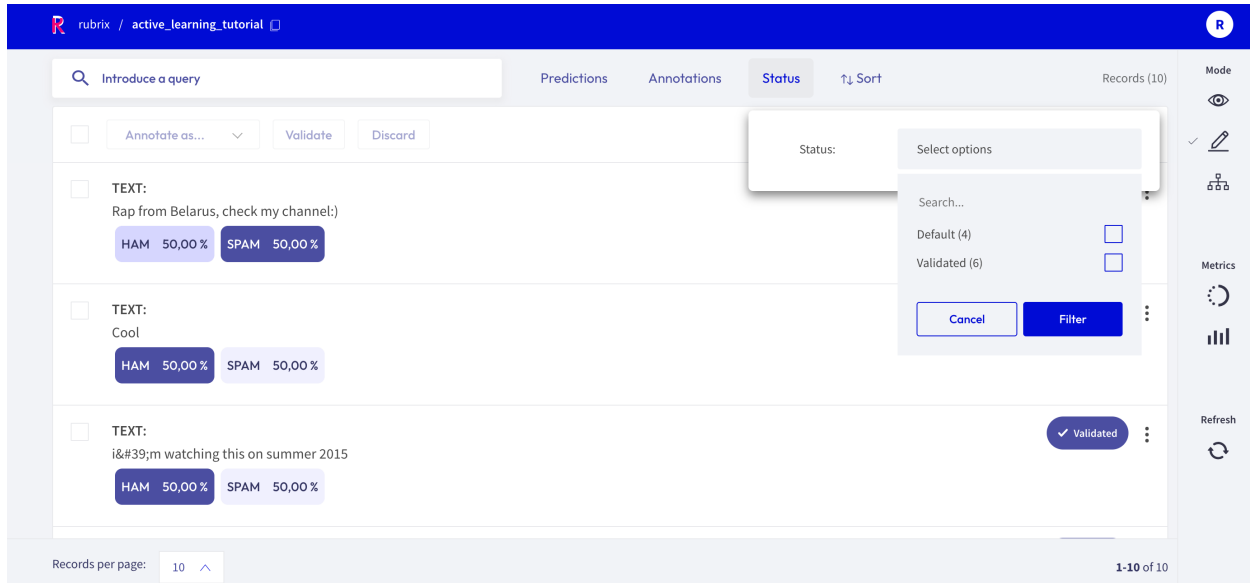 R rubrix / active_learning_tutorial R
Introduce a query Predictions Annotations Status ↑↓ Sort Records (10)
Mode
Annotate as... Validate Discard
Status: Select options
Search...
Default (4)
Validated (6)
Cancel Filter
TEXT:
Rap from Belarus, check my channel:)
HAM 50,00 % SPAM 50,00 %
TEXT:
Cool
HAM 50,00 % SPAM 50,00 %
TEXT:
i&#39;m watching this on summer 2015
HAM 50,00 % SPAM 50,00 %
✓ Validated
Metrics
Refresh
Records per page: 10 1-10 of 10